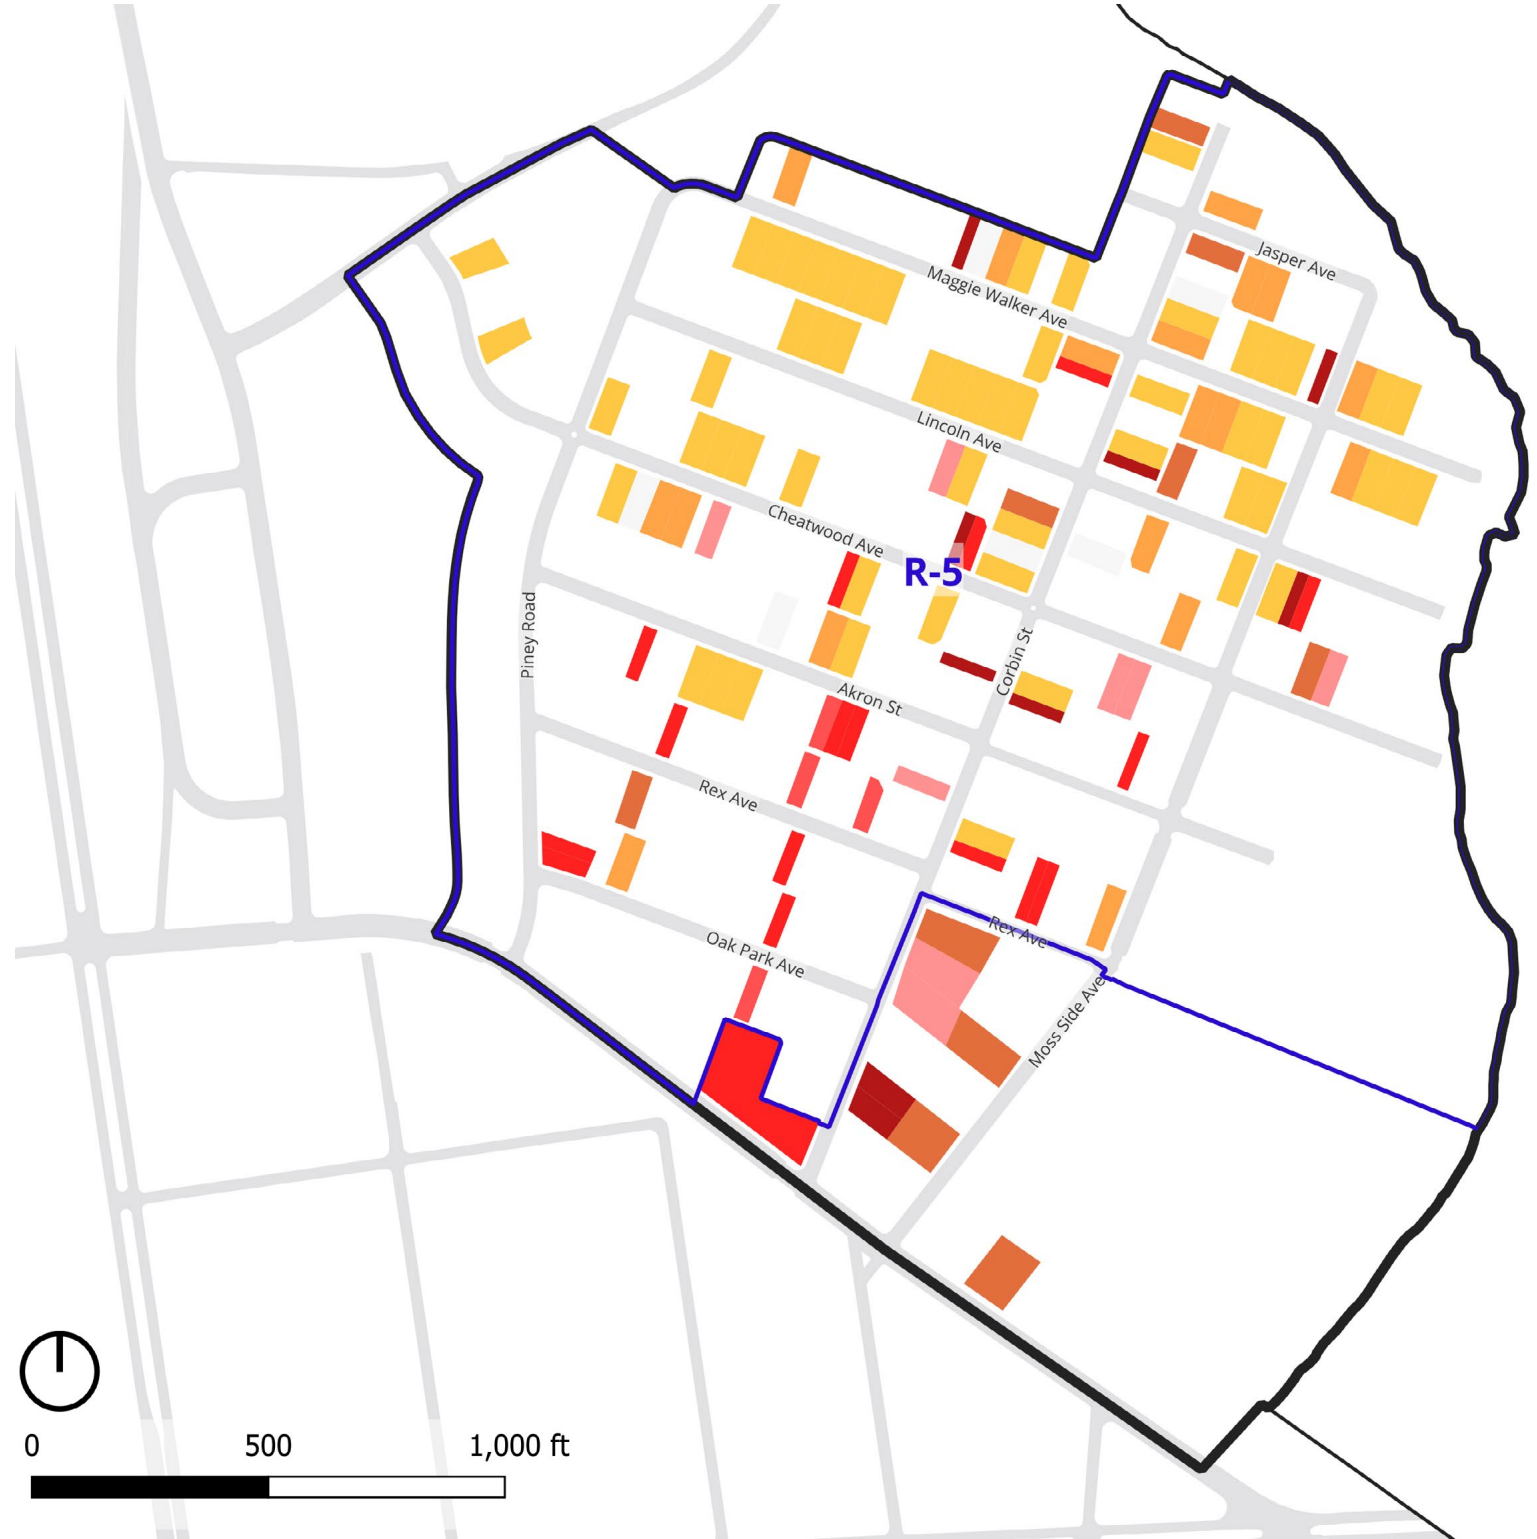 Jasper Ave
Maggie Walker Ave
Lincoln Ave
Cheatwood Ave
R-5
Piney Road
Corbin St
Akron St
Rex Ave
Rex Ave
Oak Park Ave
Moss Side Ave
0 500 1,000 ft